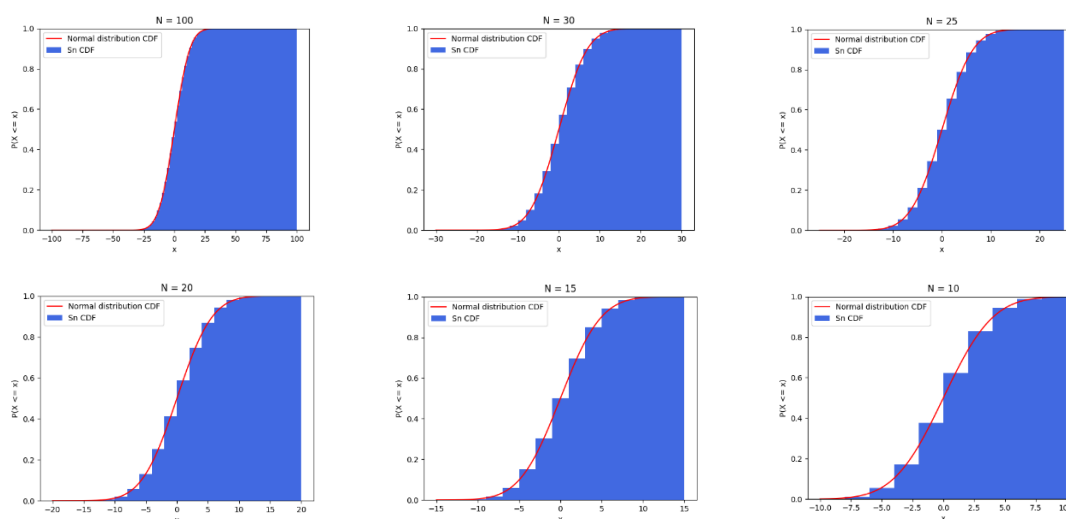 N = 100
1.0
0.8
0.6
0.4
0.2
0.0
P(X <= x)
Normal distribution CDF
Sn CDF
−100 −75 −50 −25 0 25 50 75 100
x
N = 30
1.0
0.8
0.6
0.4
0.2
0.0
P(X <= x)
Normal distribution CDF
Sn CDF
−30 −20 −10 0 10 20 30
x
N = 25
1.0
0.8
0.6
0.4
0.2
0.0
P(X <= x)
Normal distribution CDF
Sn CDF
−20 −10 0 10 20
x
N = 20
1.0
0.8
0.6
0.4
0.2
0.0
P(X <= x)
Normal distribution CDF
Sn CDF
−20 −15 −10 −5 0 5 10 15 20
N = 15
1.0
0.8
0.6
0.4
0.2
0.0
P(X <= x)
Normal distribution CDF
Sn CDF
−15 −10 −5 0 5 10 15
x
N = 10
1.0
0.8
0.6
0.4
0.2
0.0
P(X <= x)
Normal distribution CDF
Sn CDF
−10.0 −7.5 −5.0 −2.5 0.0 2.5 5.0 7.5
x